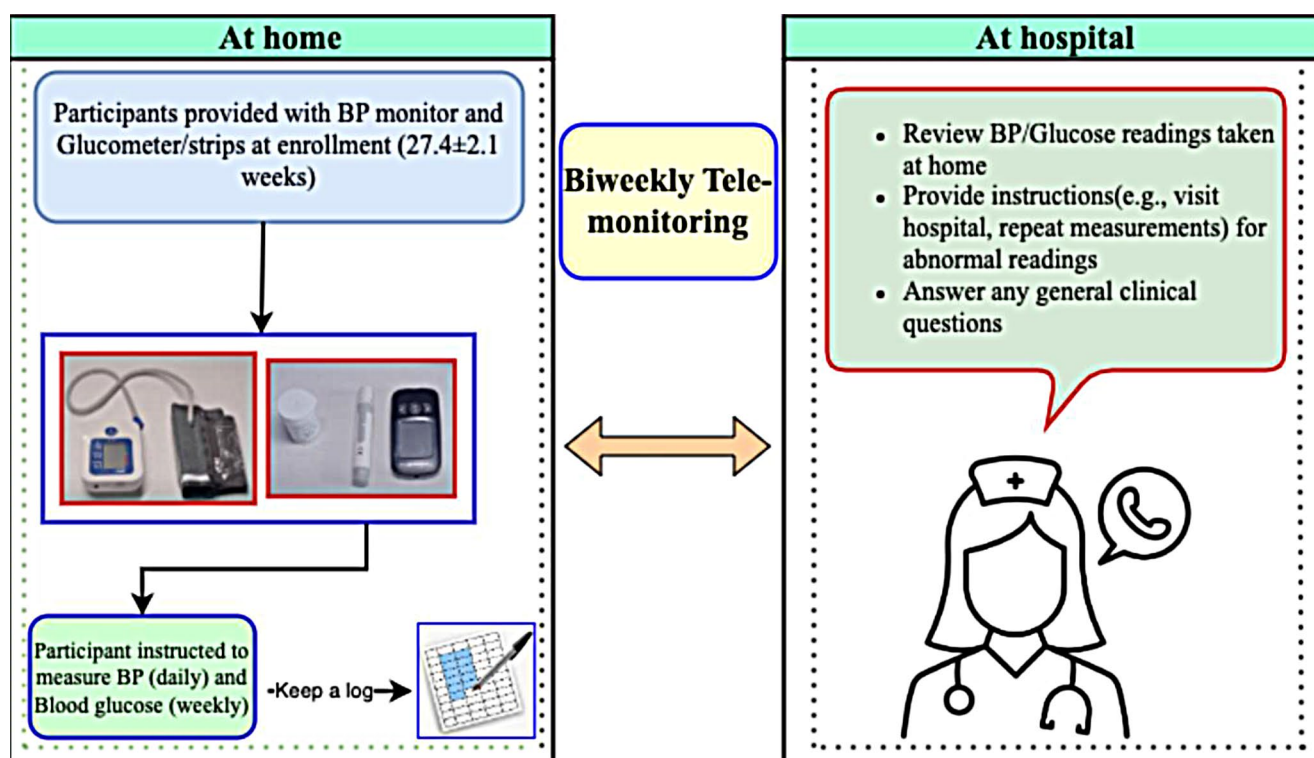 At home
Participants provided with BP monitor and
Glucometer/strips at enrollment (27.4±2.1
weeks)
Participant instructed to
measure BP (daily) and
Blood glucose (weekly)
-Keep a log
Biweekly Tele-
monitoring
At hospital
• Review BP/Glucose readings taken
at home
• Provide instructions(e.g., visit
hospital, repeat measurements) for
abnormal readings
• Answer any general clinical
questions